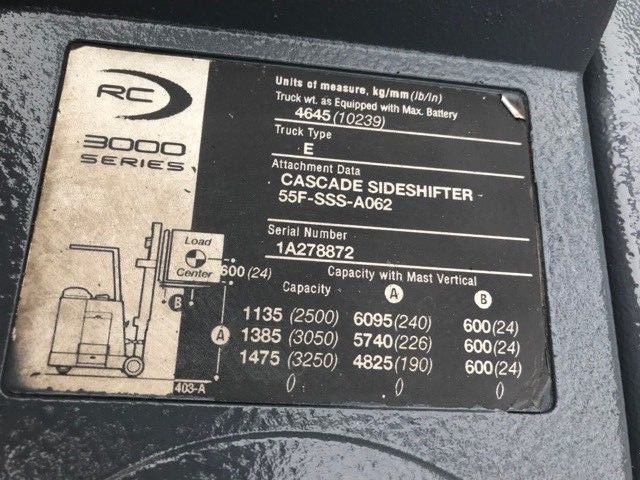 RC
3000
SERIES
Units of measure, kg/mm(lb/in)
Truck wt. as Equipped with Max. Battery
4645(10239)
Truck Type
E
Attachment Data
CASCADE SIDESHIFTER
55F-SSS-A062
Serial Number
1A278872
Load
Center
600(24)
B
A
403-A
Capacity with Mast Vertical
Capacity A B
1135 (2500) 6095(240) 600(24)
1385 (3050) 5740(226) 600(24)
1475 (3250) 4825(190) 600(24)
() () ()